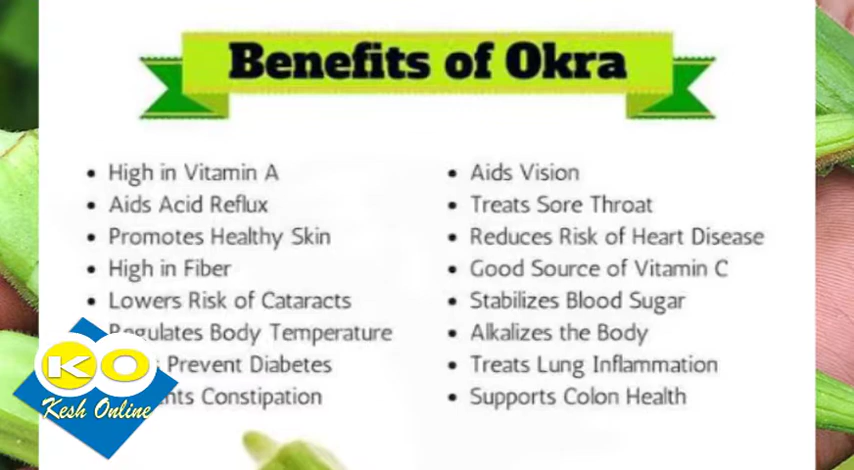 Benefits of Okra
High in Vitamin A
Aids Acid Reflux
Promotes Healthy Skin
High in Fiber
Lowers Risk of Cataracts
Regulates Body Temperature
Prevent Diabetes
Constipation
Aids Vision
Treats Sore Throat
Reduces Risk of Heart Disease
Good Source of Vitamin C
Stabilizes Blood Sugar
Alkalizes the Body
Treats Lung Inflammation
Supports Colon Health
KO
Kesh Online